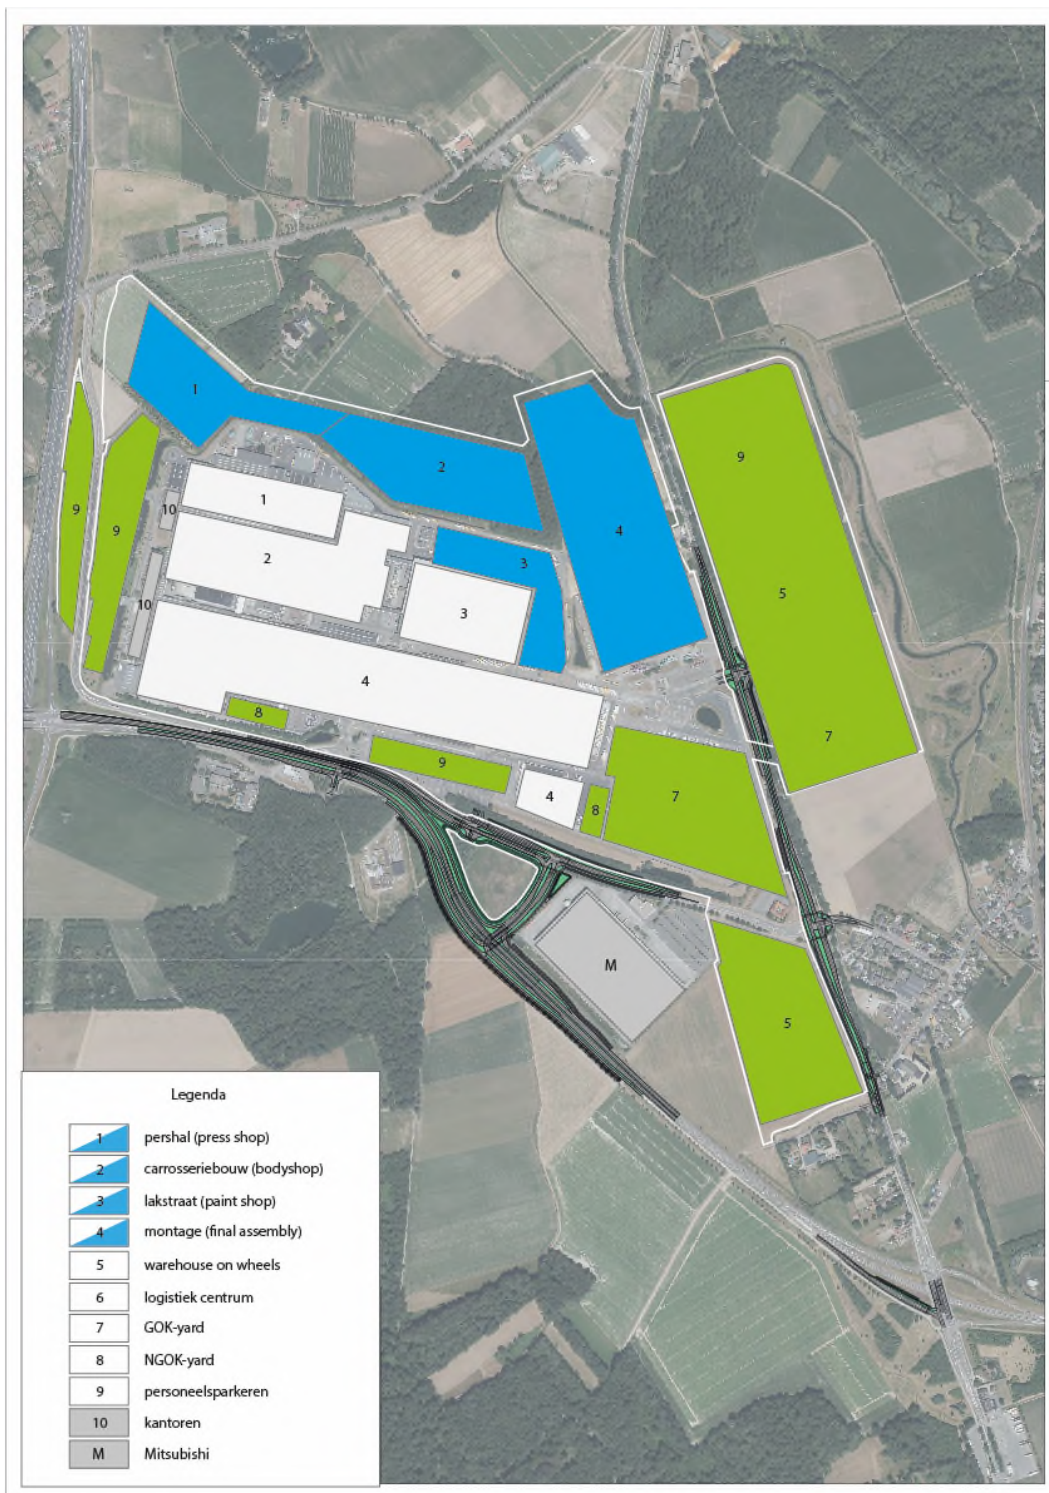 1
2
4
9
3
9
9
1
10
2
5
3
10
4
8
7
9
4
8
7
M
5
Legenda
1 pershal (press shop)
2 carrosseriebouw (bodyshop)
3 lakstraat (paint shop)
4 montage (final assembly)
5 warehouse on wheels
6 logistiek centrum
7 GOK-yard
8 NGOK-yard
9 personeelsparkeren
10 kantoren
M Mitsubishi